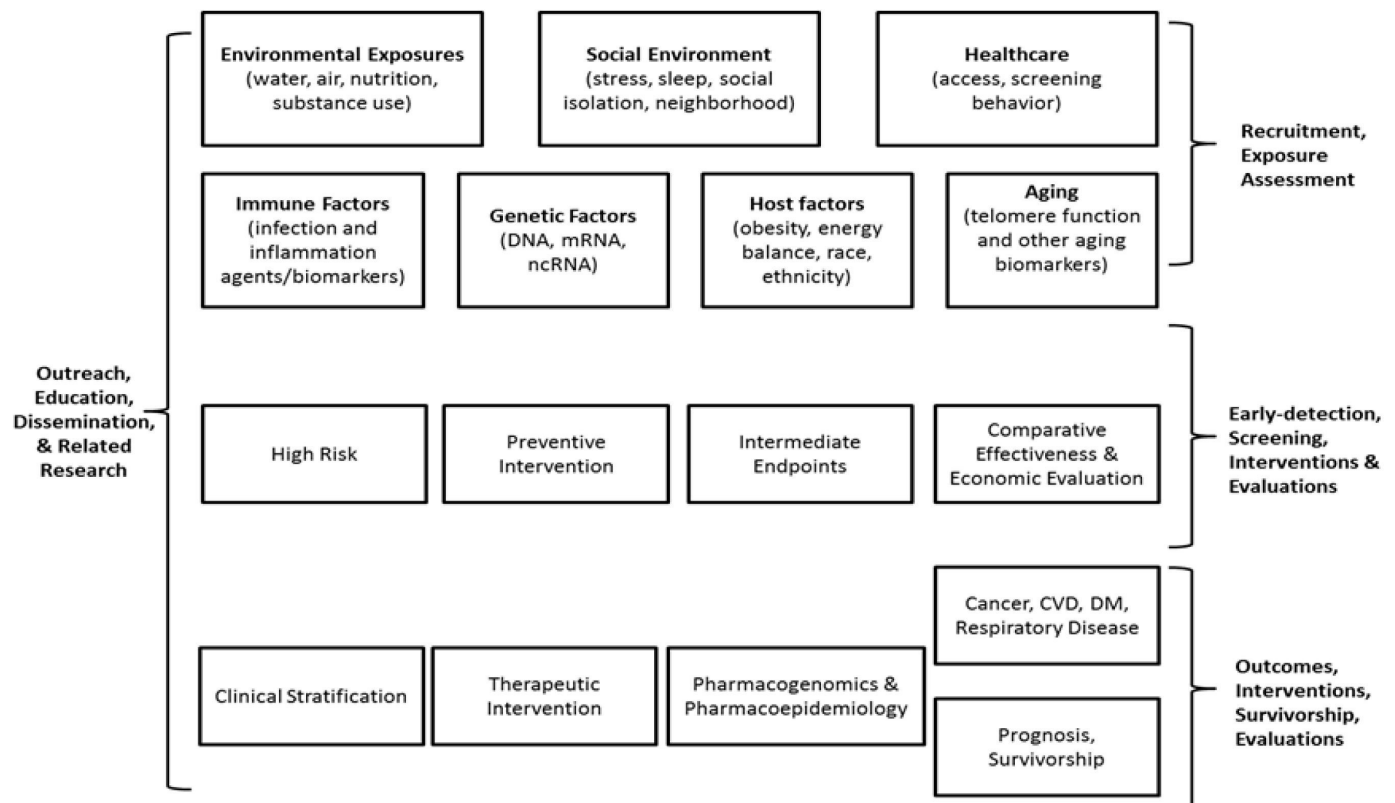 Environmental Exposures
(water, air, nutrition,
substance use)
Social Environment
(stress, sleep, social
isolation, neighborhood)
Healthcare
(access, screening
behavior)
Recruitment,
Exposure
Assessment
Immune Factors
(infection and
inflammation
agents/biomarkers)
Genetic Factors
(DNA, mRNA,
ncRNA)
Host factors
(obesity, energy
balance, race,
ethnicity)
Aging
(telomere function
and other aging
biomarkers)
Outreach,
Education,
Dissemination,
& Related
Research
High Risk
Preventive
Intervention
Intermediate
Endpoints
Comparative
Effectiveness &
Economic Evaluation
Early-detection,
Screening,
Interventions &
Evaluations
Clinical Stratification
Therapeutic
Intervention
Pharmacogenomics &
Pharmacoepidemiology
Cancer, CVD, DM,
Respiratory Disease
Prognosis,
Survivorship
Outcomes,
Interventions,
Survivorship,
Evaluations